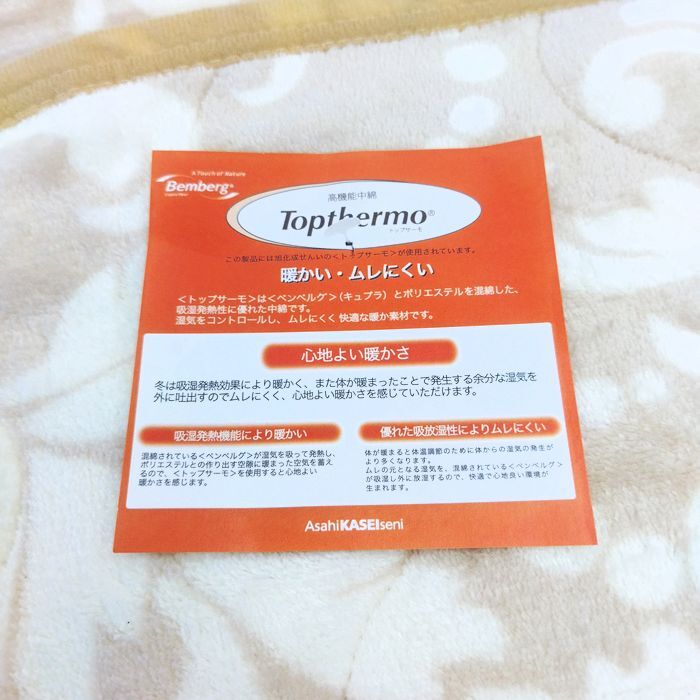 A Touch of Nature
Bemberg
高機能中綿
Topthermo®
トップサーモ
この製品には旭化成せんいの＜トップサーモ＞が使用されています。
暖かい・ムレにくい
＜トップサーモ＞は＜ベンベルグ＞（キュプラ）とポリエステルを混綿した、
吸湿発熱性に優れた中綿です。
湿気をコントロールし、ムレにくく快適な暖か素材です。
心地よい暖かさ
冬は吸湿発熱効果により暖かく、また体が暖まったことで発生する余分な湿気を
外に吐出すのでムレにくく、心地よい暖かさを感じていただけます。
吸湿発熱機能により暖かい
混綿されている＜ベンベルグ＞が湿気を吸って発熱し、
ポリエステルとの作り出す空隙に暖まった空気を蓄え
るので、＜トップサーモ＞を使用すると心地よい
暖かさを感じます。
優れた吸放湿性によりムレにくい
体が暖まると体温調節のために体からの湿気の発生が
より多くなります。
ムレの元となる湿気を、混綿されている＜ベンベルグ＞
が吸湿し外に放湿するので、快適で心地良い環境が
生まれます。
AsahiKASEIseni